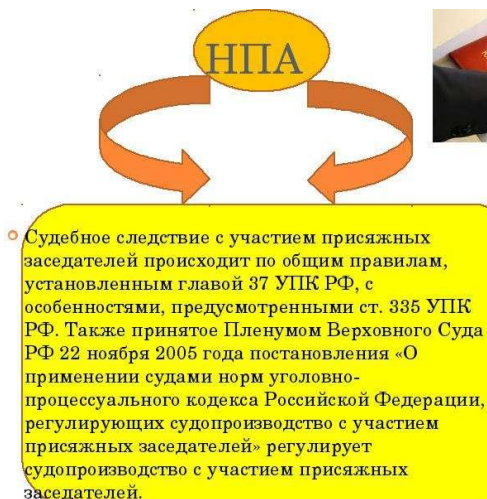 НПА
Судебное следствие с участием присяжных
заседателей происходит по общим правилам,
установленным главой 37 УПК РФ, с
особенностями, предусмотренными ст. 335 УПК
РФ. Также принятое Пленумом Верховного Суда
РФ 22 ноября 2005 года постановления «О
применении судами норм уголовно-
процессуального кодекса Российской Федерации,
регулирующих судопроизводство с участием
присяжных заседателей» регулирует
судопроизводство с участием присяжных
заседателей.